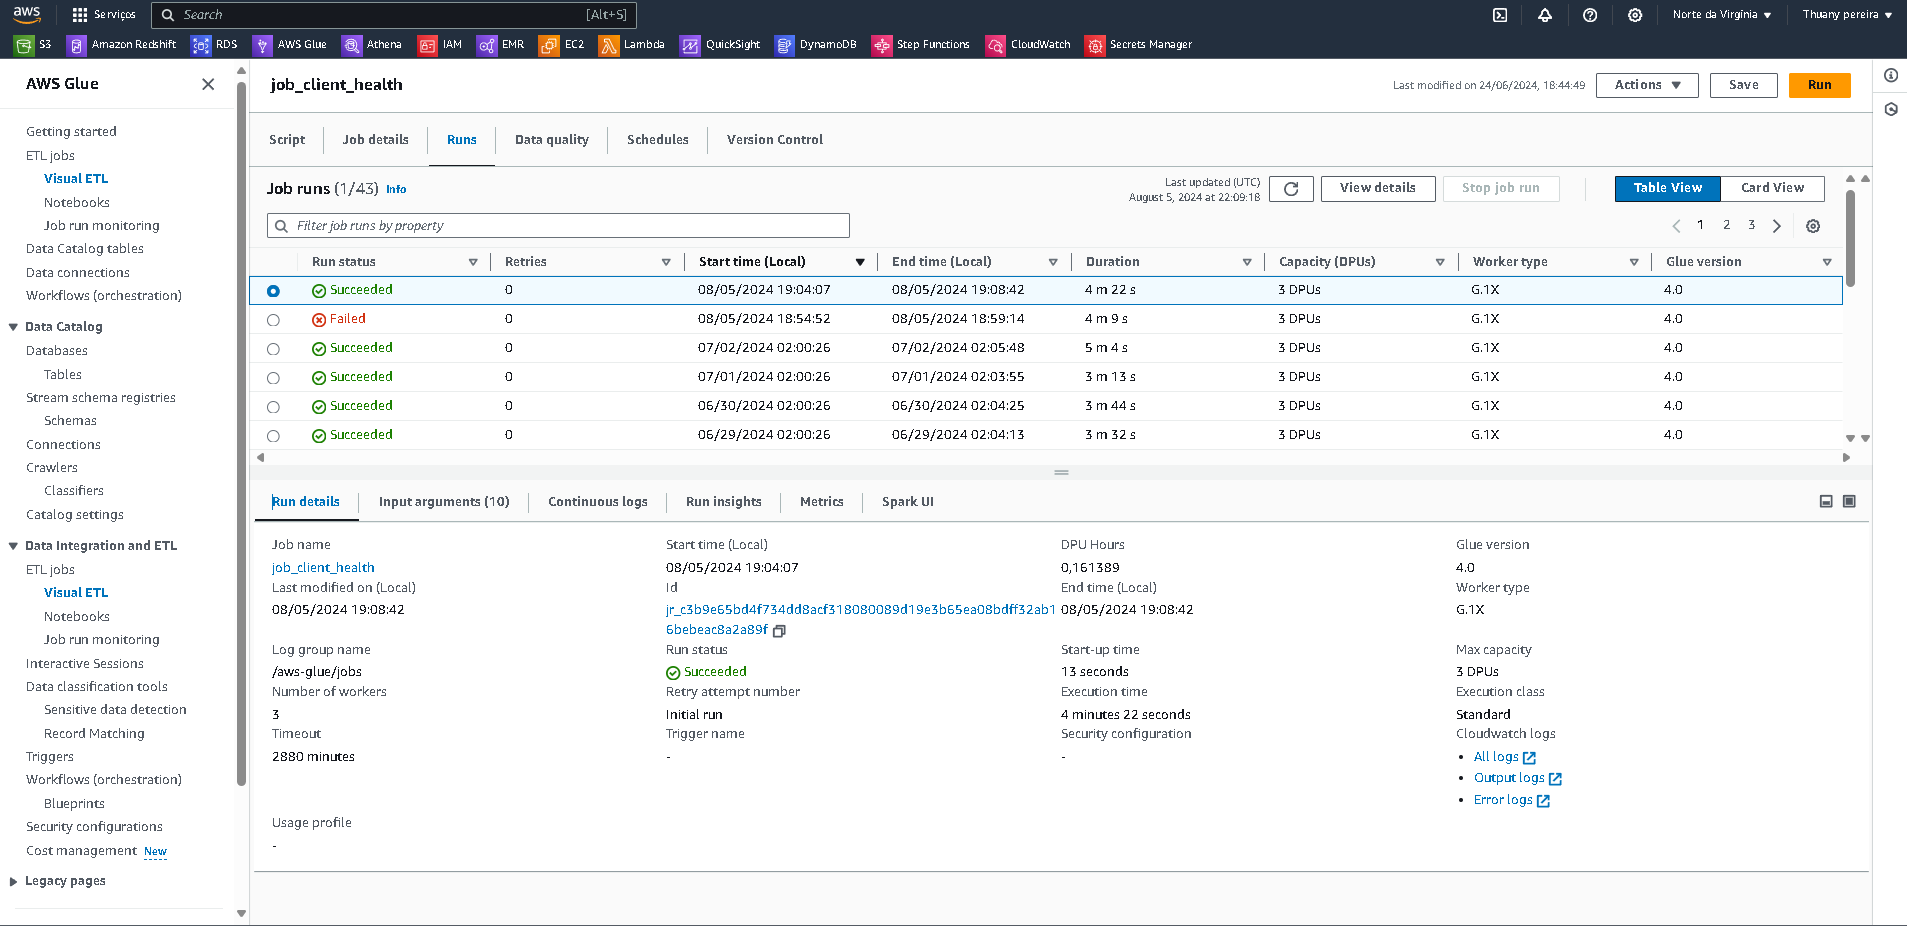 aws Serviços Search [Alt+S] Norte da Virgínia Thuany pereira
S3 Amazon Redshift RDS AWS Glue Athena IAM EMR EC2 Lambda QuickSight DynamoDB Step Functions CloudWatch Secrets Manager
AWS Glue
Getting started
ETL jobs
Visual ETL
Notebooks
Job run monitoring
Data Catalog tables
Data connections
Workflows (orchestration)
Data Catalog
Databases
Tables
Stream schema registries
Schemas
Connections
Crawlers
Classifiers
Catalog settings
Data Integration and ETL
ETL jobs
Visual ETL
Notebooks
Job run monitoring
Interactive Sessions
Data classification tools
Sensitive data detection
Record Matching
Triggers
Workflows (orchestration)
Blueprints
Security configurations
Cost management New
Legacy pages
job_client_health Last modified on 24/06/2024, 18:44:49 Actions Save Run
Script Job details Runs Data quality Schedules Version Control
Job runs (1/43) Info Last updated (UTC) August 5, 2024 at 22:09:18 View details Stop job run Table View Card View
Filter job runs by property 1 2 3
Run status Retries Start time (Local) End time (Local) Duration Capacity (DPUs) Worker type Glue version
Succeeded 0 08/05/2024 19:04:07 08/05/2024 19:08:42 4 m 22 s 3 DPUs G.1X 4.0
Failed 0 08/05/2024 18:54:52 08/05/2024 18:59:14 4 m 9 s 3 DPUs G.1X 4.0
Succeeded 0 07/02/2024 02:00:26 07/02/2024 02:05:48 5 m 4 s 3 DPUs G.1X 4.0
Succeeded 0 07/01/2024 02:00:26 07/01/2024 02:03:55 3 m 13 s 3 DPUs G.1X 4.0
Succeeded 0 06/30/2024 02:00:26 06/30/2024 02:04:25 3 m 44 s 3 DPUs G.1X 4.0
Succeeded 0 06/29/2024 02:00:26 06/29/2024 02:04:13 3 m 32 s 3 DPUs G.1X 4.0
Run details Input arguments (10) Continuous logs Run insights Metrics Spark UI
Job name Start time (Local) DPU Hours Glue version
job_client_health 08/05/2024 19:04:07 0,161389 4.0
Last modified on (Local) Id End time (Local) Worker type
08/05/2024 19:08:42 jr_c3b9e65bd4f734dd8acf318080089d19e3b65ea08bdff32ab1 08/05/2024 19:08:42 G.1X
6bebeac8a2a89f
Log group name Run status Start-up time Max capacity
/aws-glue/jobs Succeeded 13 seconds 3 DPUs
Number of workers Retry attempt number Execution time Execution class
3 Initial run 4 minutes 22 seconds Standard
Timeout Trigger name Security configuration Cloudwatch logs
2880 minutes - - • All logs
• Output logs
• Error logs
Usage profile
-